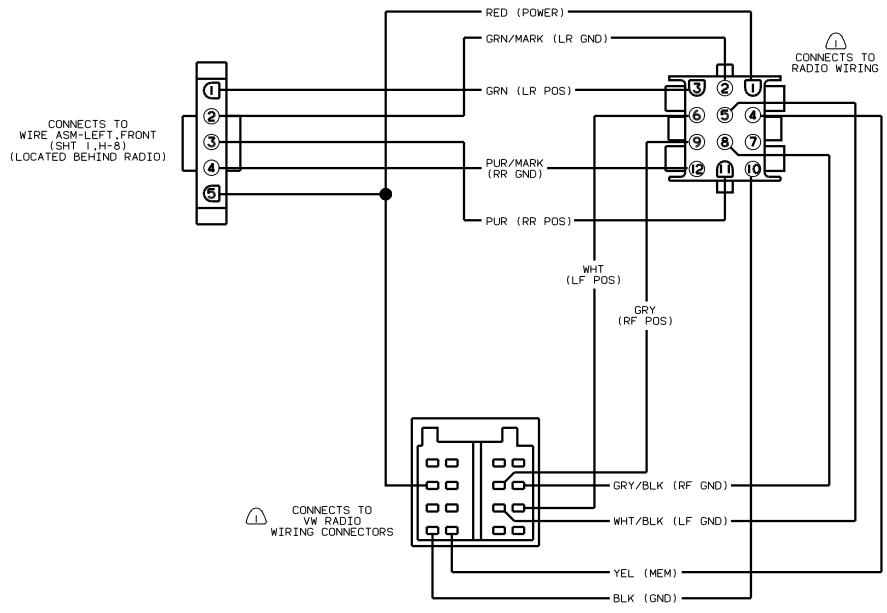 RED (POWER)
GRN/MARK (LR GND)
1
CONNECTS TO
RADIO WIRING
GRN (LR POS)
1
2
3
4
5
3 2 1
6 5 4
9 8 7
12 11 10
CONNECTS TO
WIRE ASM-LEFT,FRONT
(SHT 1,H-8)
(LOCATED BEHIND RADIO)
PUR/MARK
(RR GND)
PUR (RR POS)
WHT
(LF POS)
GRY
(RF POS)
GRY/BLK (RF GND)
1
CONNECTS TO
VW RADIO
WIRING CONNECTORS
WHT/BLK (LF GND)
YEL (MEM)
BLK (GND)